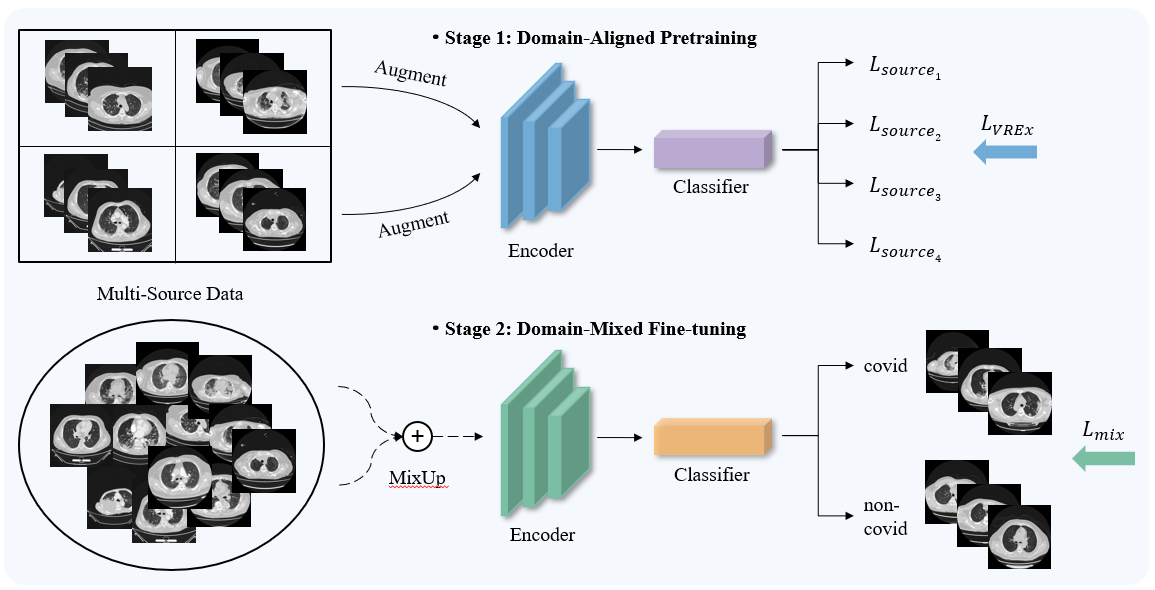 • Stage 1: Domain-Aligned Pretraining
Augment
Augment
Encoder
Classifier
L_{source_1}
L_{source_2}
L_{source_3}
L_{source_4}
L_{VREx}
Multi-Source Data
• Stage 2: Domain-Mixed Fine-tuning
+
MixUp
Encoder
Classifier
covid
non-
covid
L_{mix}